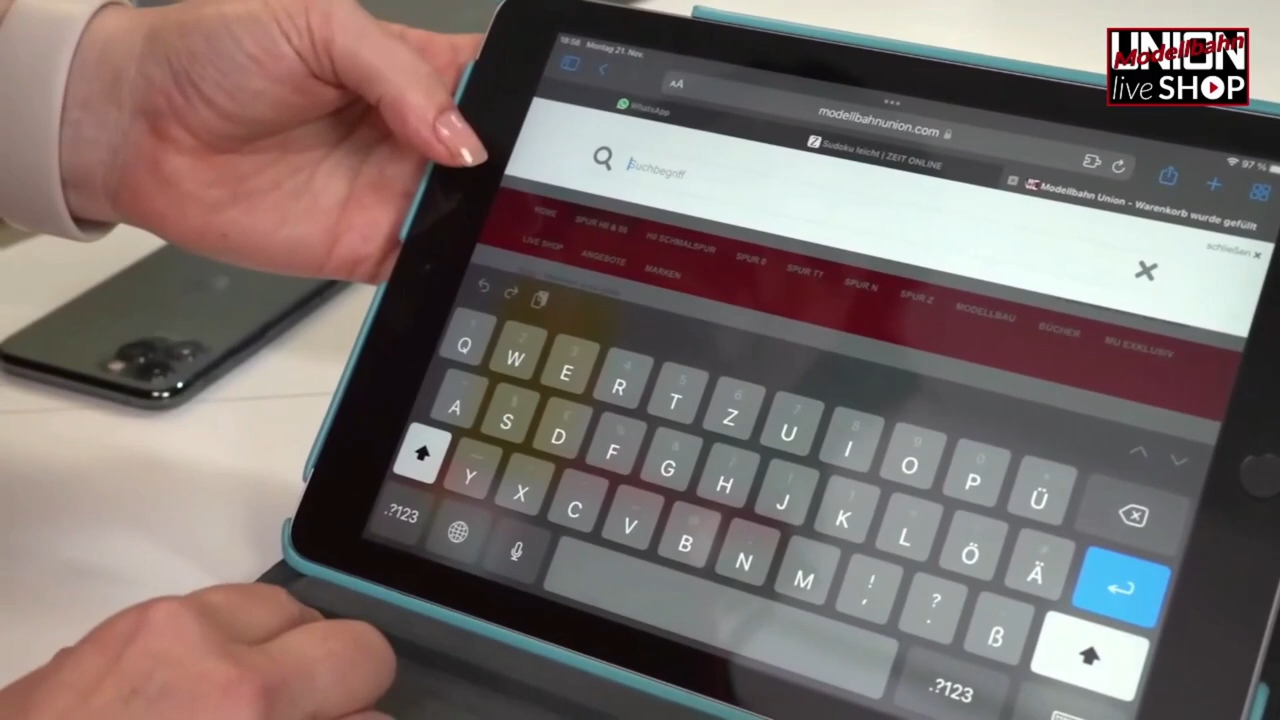 UNION
Modellbahn
live SHOP
19:58 Montag 21. Nov.
97 %
AA
modellbahnunion.com
WhatsApp
Sudoku leicht | ZEIT ONLINE
Modellbahn Union - Warenkorb wurde gefüllt
Suchbegriff
schließen
HOME SPUR H0 & 00 H0 SCHMALSPUR SPUR 0 SPUR TT SPUR N SPUR Z MODELLBAU BÜCHER MU EXKLUSIV
LIVE SHOP ANGEBOTE MARKEN
Q W E R T Z U I O P Ü
A S D F G H J K L Ö Ä
Y X C V B N M ! , ? . ß
.?123 .?123